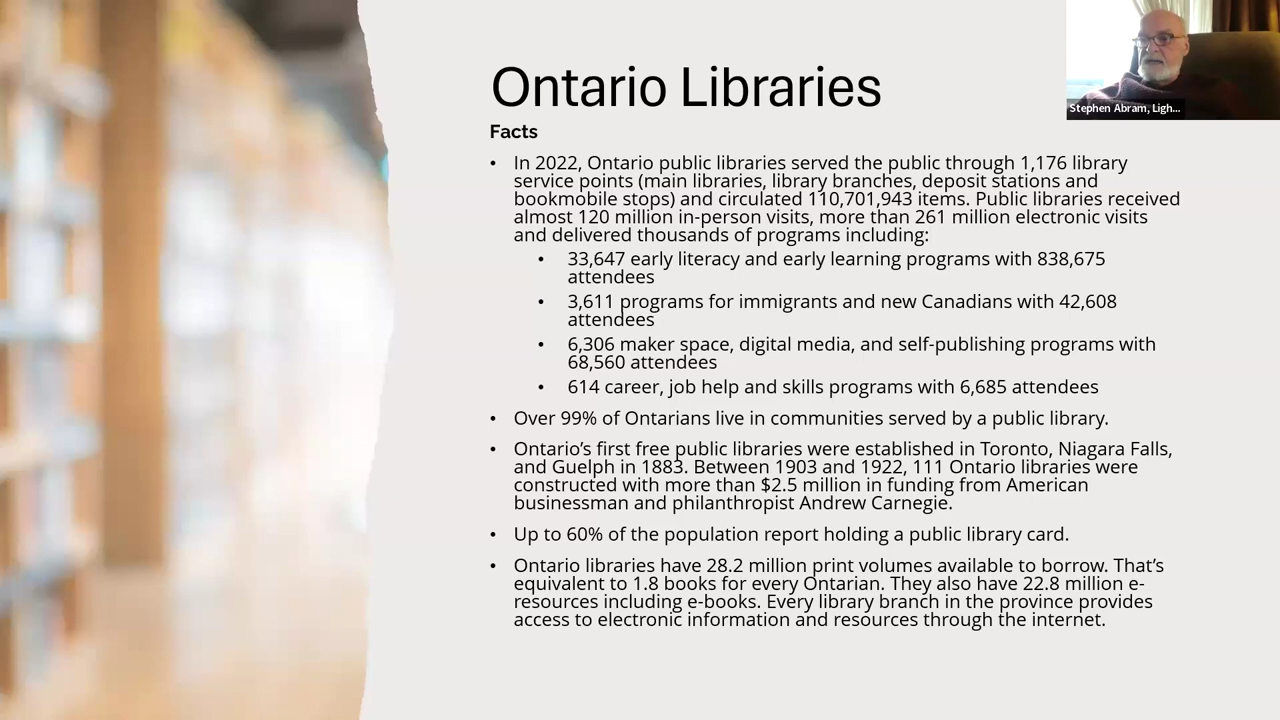 Ontario Libraries
Stephen Abram, Ligh...
Facts
• In 2022, Ontario public libraries served the public through 1,176 library
service points (main libraries, library branches, deposit stations and
bookmobile stops) and circulated 110,701,943 items. Public libraries received
almost 120 million in-person visits, more than 261 million electronic visits
and delivered thousands of programs including:
• 33,647 early literacy and early learning programs with 838,675
attendees
• 3,611 programs for immigrants and new Canadians with 42,608
attendees
• 6,306 maker space, digital media, and self-publishing programs with
68,560 attendees
• 614 career, job help and skills programs with 6,685 attendees
• Over 99% of Ontarians live in communities served by a public library.
• Ontario’s first free public libraries were established in Toronto, Niagara Falls,
and Guelph in 1883. Between 1903 and 1922, 111 Ontario libraries were
constructed with more than $2.5 million in funding from American
businessman and philanthropist Andrew Carnegie.
• Up to 60% of the population report holding a public library card.
• Ontario libraries have 28.2 million print volumes available to borrow. That’s
equivalent to 1.8 books for every Ontarian. They also have 22.8 million e-
resources including e-books. Every library branch in the province provides
access to electronic information and resources through the internet.